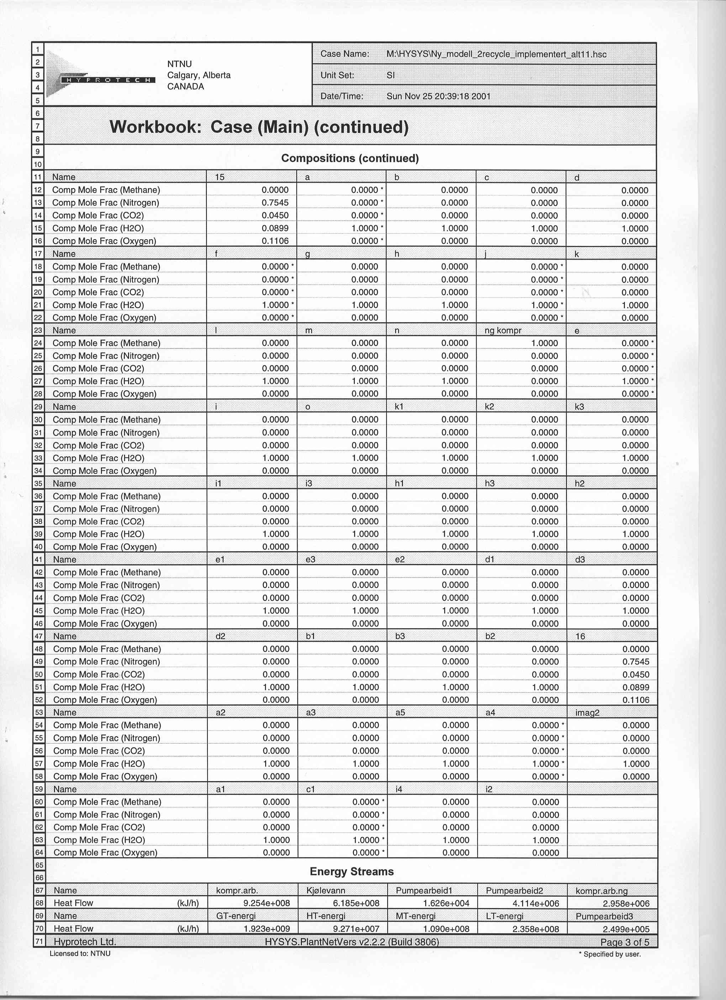 1
2
3
4
5
HYPROTECH
NTNU
Calgary, Alberta
CANADA
Case Name: M:\HYSYS\Ny_modell_2recycle_implementert_alt11.hsc
Unit Set: SI
Date/Time: Sun Nov 25 20:39:18 2001
6
7 Workbook: Case (Main) (continued)
8
9
10 Compositions (continued)
11 Name 15 a b c d
12 Comp Mole Frac (Methane) 0.0000 0.0000 * 0.0000 0.0000 0.0000
13 Comp Mole Frac (Nitrogen) 0.7545 0.0000 * 0.0000 0.0000 0.0000
14 Comp Mole Frac (CO2) 0.0450 0.0000 * 0.0000 0.0000 0.0000
15 Comp Mole Frac (H2O) 0.0899 1.0000 * 1.0000 1.0000 1.0000
16 Comp Mole Frac (Oxygen) 0.1106 0.0000 * 0.0000 0.0000 0.0000
17 Name f g h j k
18 Comp Mole Frac (Methane) 0.0000 * 0.0000 0.0000 0.0000 * 0.0000
19 Comp Mole Frac (Nitrogen) 0.0000 * 0.0000 0.0000 0.0000 * 0.0000
20 Comp Mole Frac (CO2) 0.0000 * 0.0000 0.0000 0.0000 * 0.0000
21 Comp Mole Frac (H2O) 1.0000 * 1.0000 1.0000 1.0000 * 1.0000
22 Comp Mole Frac (Oxygen) 0.0000 * 0.0000 0.0000 0.0000 * 0.0000
23 Name l m n ng kompr e
24 Comp Mole Frac (Methane) 0.0000 0.0000 0.0000 1.0000 0.0000 *
25 Comp Mole Frac (Nitrogen) 0.0000 0.0000 0.0000 0.0000 0.0000 *
26 Comp Mole Frac (CO2) 0.0000 0.0000 0.0000 0.0000 0.0000 *
27 Comp Mole Frac (H2O) 1.0000 1.0000 1.0000 0.0000 1.0000 *
28 Comp Mole Frac (Oxygen) 0.0000 0.0000 0.0000 0.0000 0.0000 *
29 Name i o k1 k2 k3
30 Comp Mole Frac (Methane) 0.0000 0.0000 0.0000 0.0000 0.0000
31 Comp Mole Frac (Nitrogen) 0.0000 0.0000 0.0000 0.0000 0.0000
32 Comp Mole Frac (CO2) 0.0000 0.0000 0.0000 0.0000 0.0000
33 Comp Mole Frac (H2O) 1.0000 1.0000 1.0000 1.0000 1.0000
34 Comp Mole Frac (Oxygen) 0.0000 0.0000 0.0000 0.0000 0.0000
35 Name i1 i3 h1 h3 h2
36 Comp Mole Frac (Methane) 0.0000 0.0000 0.0000 0.0000 0.0000
37 Comp Mole Frac (Nitrogen) 0.0000 0.0000 0.0000 0.0000 0.0000
38 Comp Mole Frac (CO2) 0.0000 0.0000 0.0000 0.0000 0.0000
39 Comp Mole Frac (H2O) 1.0000 1.0000 1.0000 1.0000 1.0000
40 Comp Mole Frac (Oxygen) 0.0000 0.0000 0.0000 0.0000 0.0000
41 Name e1 e3 e2 d1 d3
42 Comp Mole Frac (Methane) 0.0000 0.0000 0.0000 0.0000 0.0000
43 Comp Mole Frac (Nitrogen) 0.0000 0.0000 0.0000 0.0000 0.0000
44 Comp Mole Frac (CO2) 0.0000 0.0000 0.0000 0.0000 0.0000
45 Comp Mole Frac (H2O) 1.0000 1.0000 1.0000 1.0000 1.0000
46 Comp Mole Frac (Oxygen) 0.0000 0.0000 0.0000 0.0000 0.0000
47 Name d2 b1 b3 b2 16
48 Comp Mole Frac (Methane) 0.0000 0.0000 0.0000 0.0000 0.0000
49 Comp Mole Frac (Nitrogen) 0.0000 0.0000 0.0000 0.0000 0.7545
50 Comp Mole Frac (CO2) 0.0000 0.0000 0.0000 0.0000 0.0450
51 Comp Mole Frac (H2O) 1.0000 1.0000 1.0000 1.0000 0.0899
52 Comp Mole Frac (Oxygen) 0.0000 0.0000 0.0000 0.0000 0.1106
53 Name a2 a3 a5 a4 imag2
54 Comp Mole Frac (Methane) 0.0000 0.0000 0.0000 0.0000 * 0.0000
55 Comp Mole Frac (Nitrogen) 0.0000 0.0000 0.0000 0.0000 * 0.0000
56 Comp Mole Frac (CO2) 0.0000 0.0000 0.0000 0.0000 * 0.0000
57 Comp Mole Frac (H2O) 1.0000 1.0000 1.0000 1.0000 * 1.0000
58 Comp Mole Frac (Oxygen) 0.0000 0.0000 0.0000 0.0000 * 0.0000
59 Name a1 c1 i4 i2
60 Comp Mole Frac (Methane) 0.0000 0.0000 * 0.0000 0.0000
61 Comp Mole Frac (Nitrogen) 0.0000 0.0000 * 0.0000 0.0000
62 Comp Mole Frac (CO2) 0.0000 0.0000 * 0.0000 0.0000
63 Comp Mole Frac (H2O) 1.0000 1.0000 * 1.0000 1.0000
64 Comp Mole Frac (Oxygen) 0.0000 0.0000 * 0.0000 0.0000
65
66 Energy Streams
67 Name kompr.arb. Kjølevann Pumpearbeid1 Pumpearbeid2 kompr.arb.ng
68 Heat Flow (kJ/h) 9.254e+008 6.185e+008 1.626e+004 4.114e+006 2.958e+006
69 Name GT-energi HT-energi MT-energi LT-energi Pumpearbeid3
70 Heat Flow (kJ/h) 1.923e+009 9.271e+007 1.090e+008 2.358e+008 2.499e+005
71 Hyprotech Ltd. HYSYS.PlantNetVers v2.2.2 (Build 3806) Page 3 of 5
Licensed to: NTNU * Specified by user.